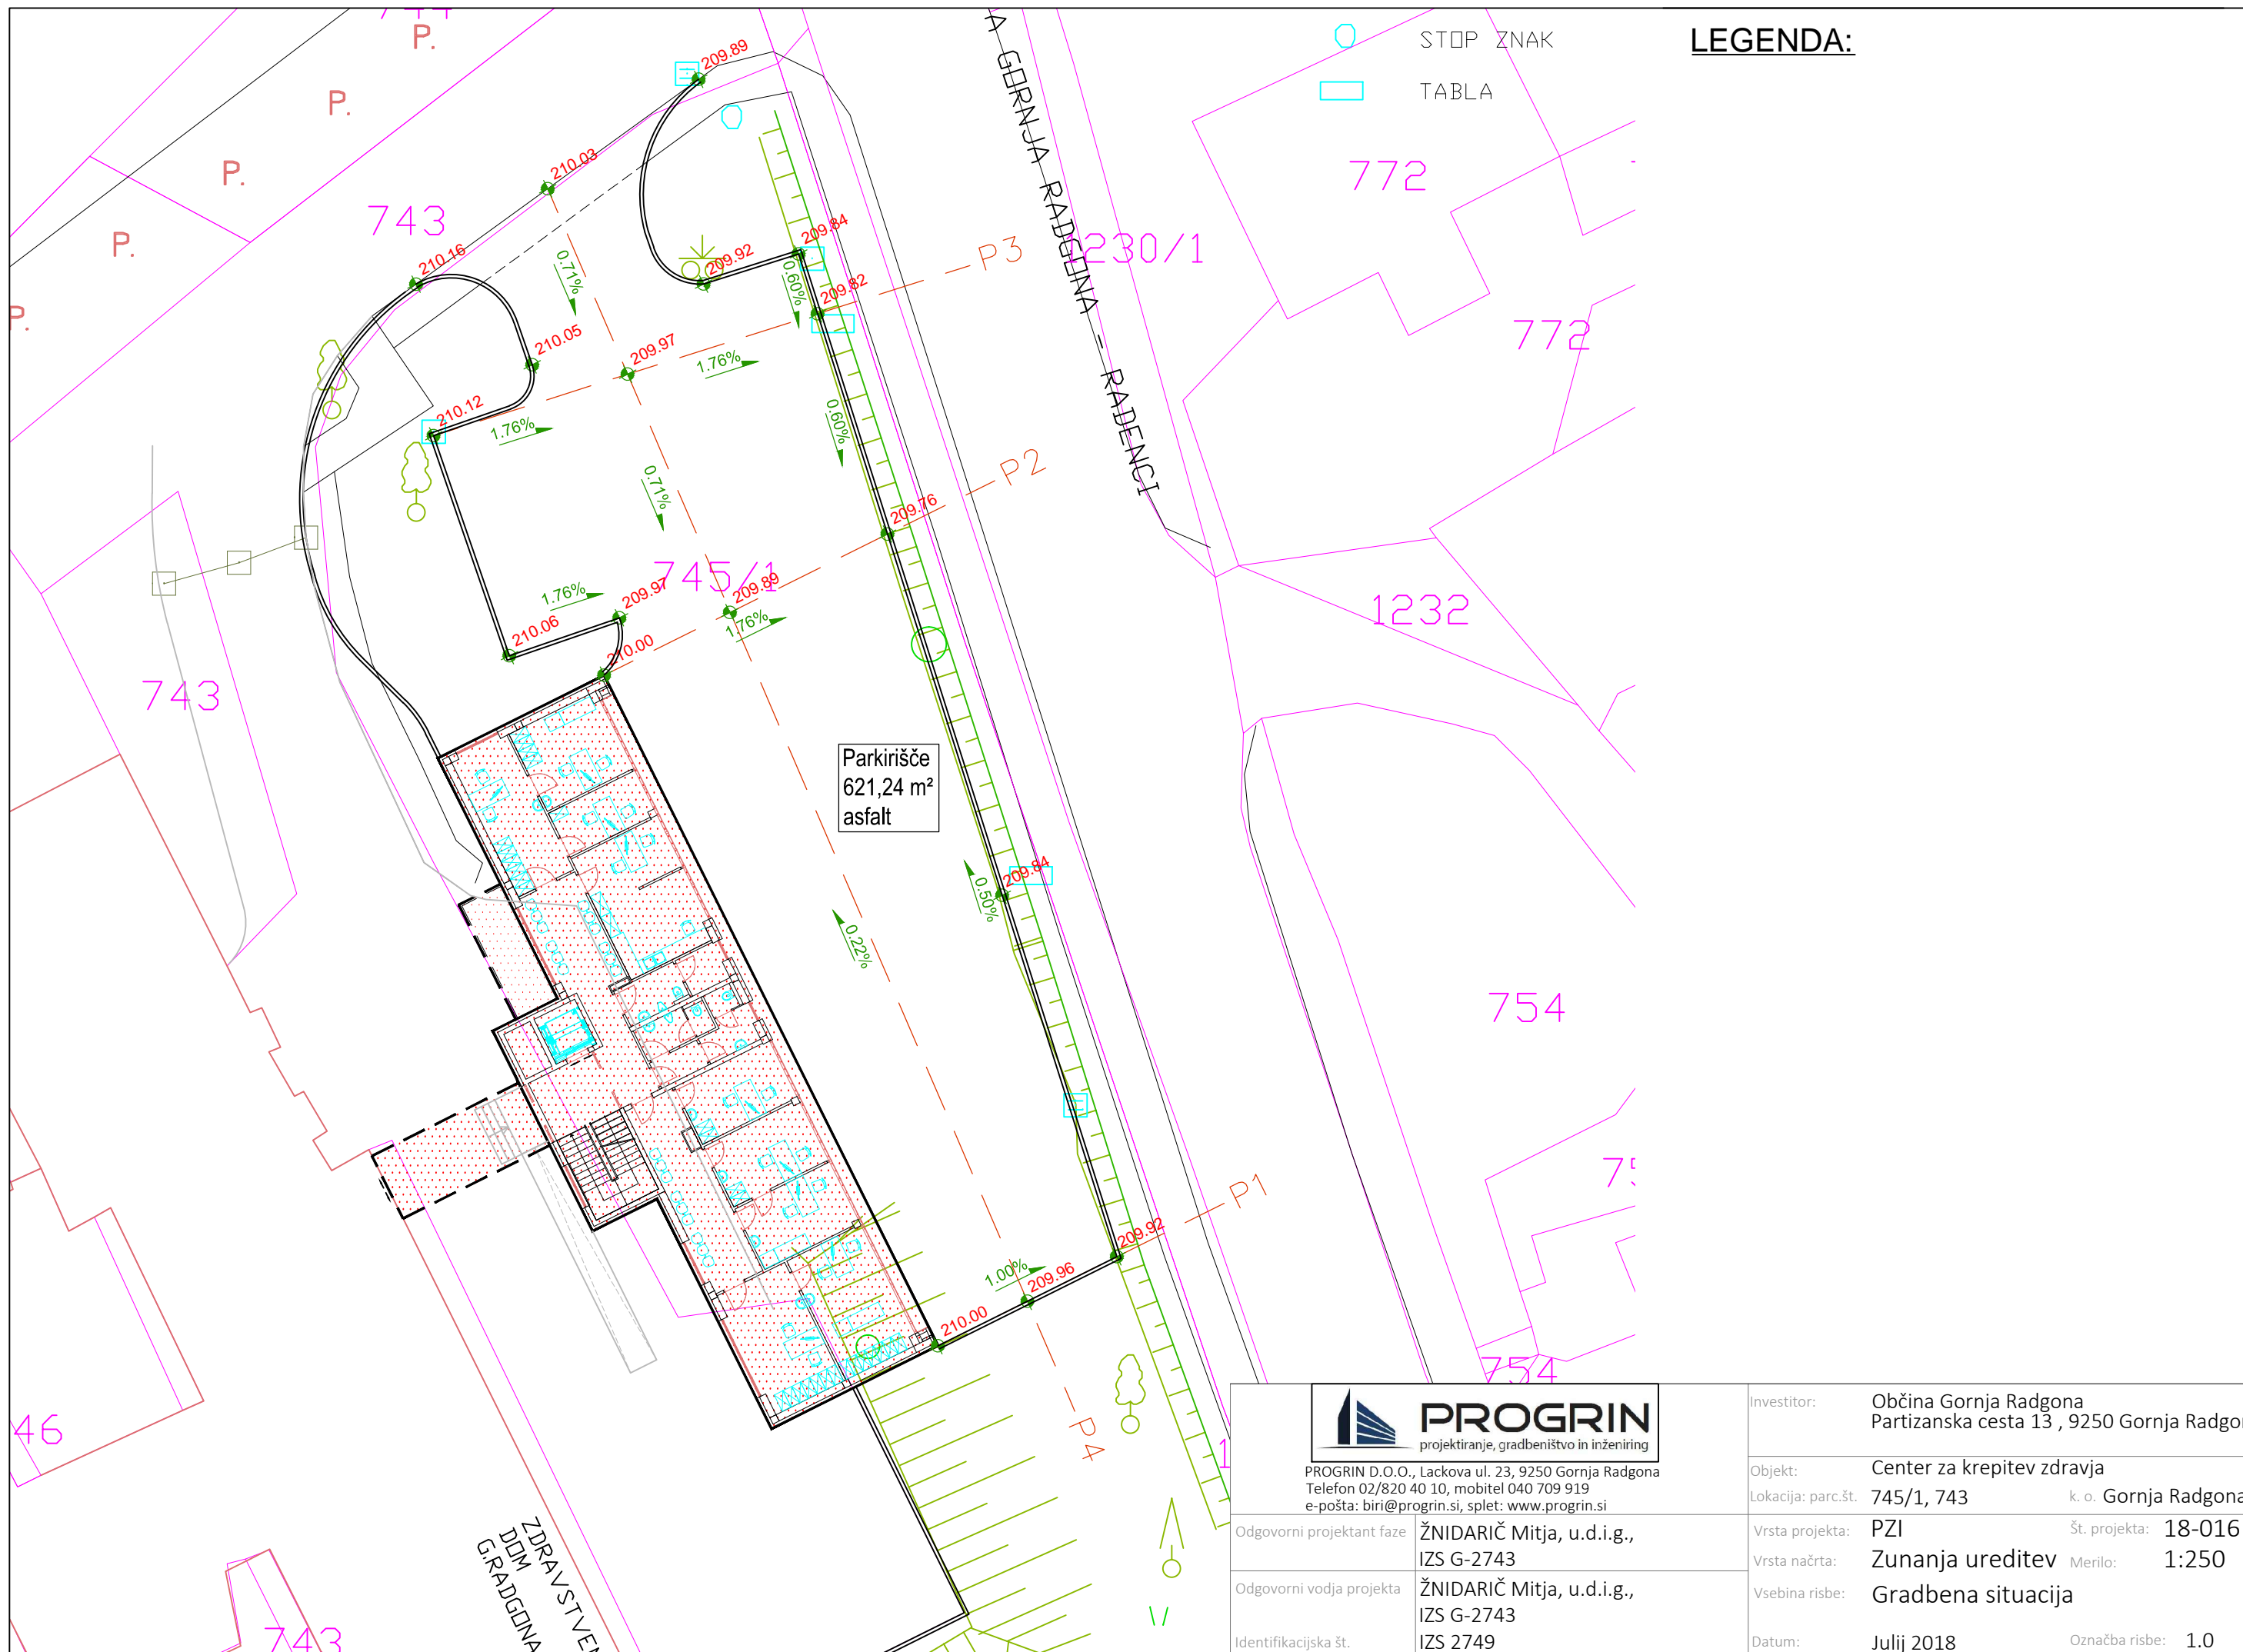 STOP ZNAK
TABLA
LEGENDA:
P.
P.
P.
P.
P.
743
209.89
210.03
210.16
209.84
209.92
209.82
0.71%
0.60%
P3
A GORNJA RADGONA - RADENCI
1230/1
772
772
210.05
209.97
1.76%
210.12
1.76%
0.60%
0.71%
P2
209.76
745/1
209.97
209.89
1.76%
1.76%
210.06
210.00
1232
743
Parkirišče
621,24 m²
asfalt
209.84
0.50%
0.22%
754
P1
209.92
1.00%
209.96
210.00
754
P4
46
743
ZDRAVSTVEN
DOM
G.RADGONA
PROGRIN
projektiranje, gradbeništvo in inženiring
PROGRIN D.O.O., Lackova ul. 23, 9250 Gornja Radgona
Telefon 02/820 40 10, mobitel 040 709 919
e-pošta: biri@progrin.si, splet: www.progrin.si
Odgovorni projektant faze ŽNIDARIČ Mitja, u.d.i.g.,
IZS G-2743
Odgovorni vodja projekta ŽNIDARIČ Mitja, u.d.i.g.,
IZS G-2743
Identifikacijska št. IZS 2749
Investitor: Občina Gornja Radgona
Partizanska cesta 13 , 9250 Gornja Radgo
Objekt: Center za krepitev zdravja
Lokacija: parc.št. 745/1, 743 k. o. Gornja Radgona
Vrsta projekta: PZI Št. projekta: 18-016
Vrsta načrta: Zunanja ureditev Merilo: 1:250
Vsebina risbe: Gradbena situacija
Datum: Julij 2018 Označba risbe: 1.0